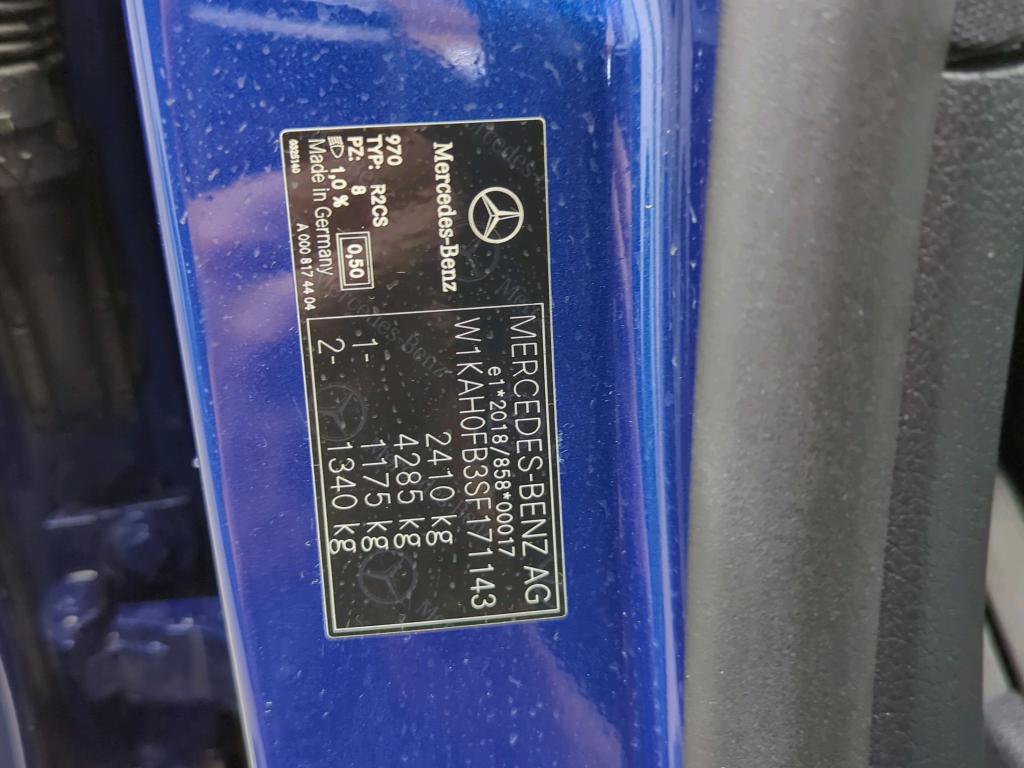 MERCEDES-BENZ AG
e1*2018/858*00017
W1KAH0FB3SF171143
2410 kg
4285 kg
1- 1175 kg
2- 1340 kg
Mercedes-Benz
970
TYP: R2CS
PZ: 8
1,0 % 0,50
Made in Germany A 000 817 44 04